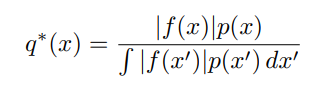 q*(x) = |f(x)|p(x) / ∫ |f(x′)|p(x′) dx′